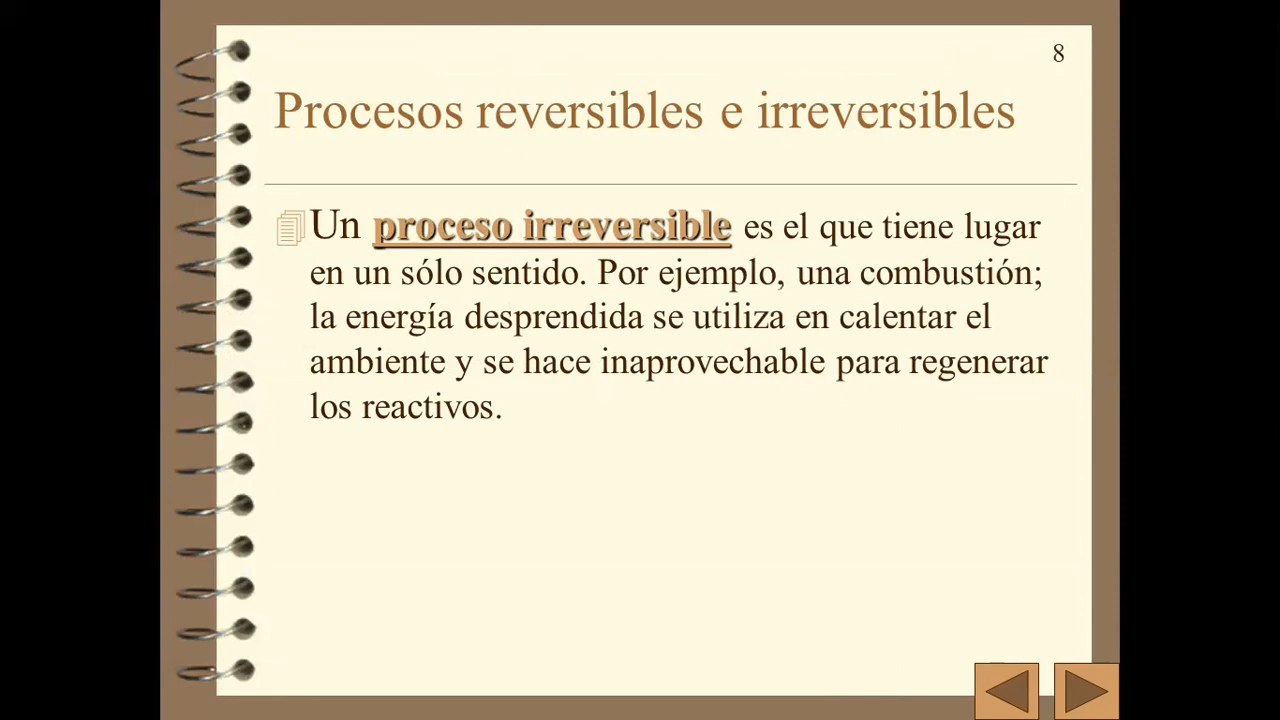 8
Procesos reversibles e irreversibles
Un proceso irreversible es el que tiene lugar
en un sólo sentido. Por ejemplo, una combustión;
la energía desprendida se utiliza en calentar el
ambiente y se hace inaprovechable para regenerar
los reactivos.